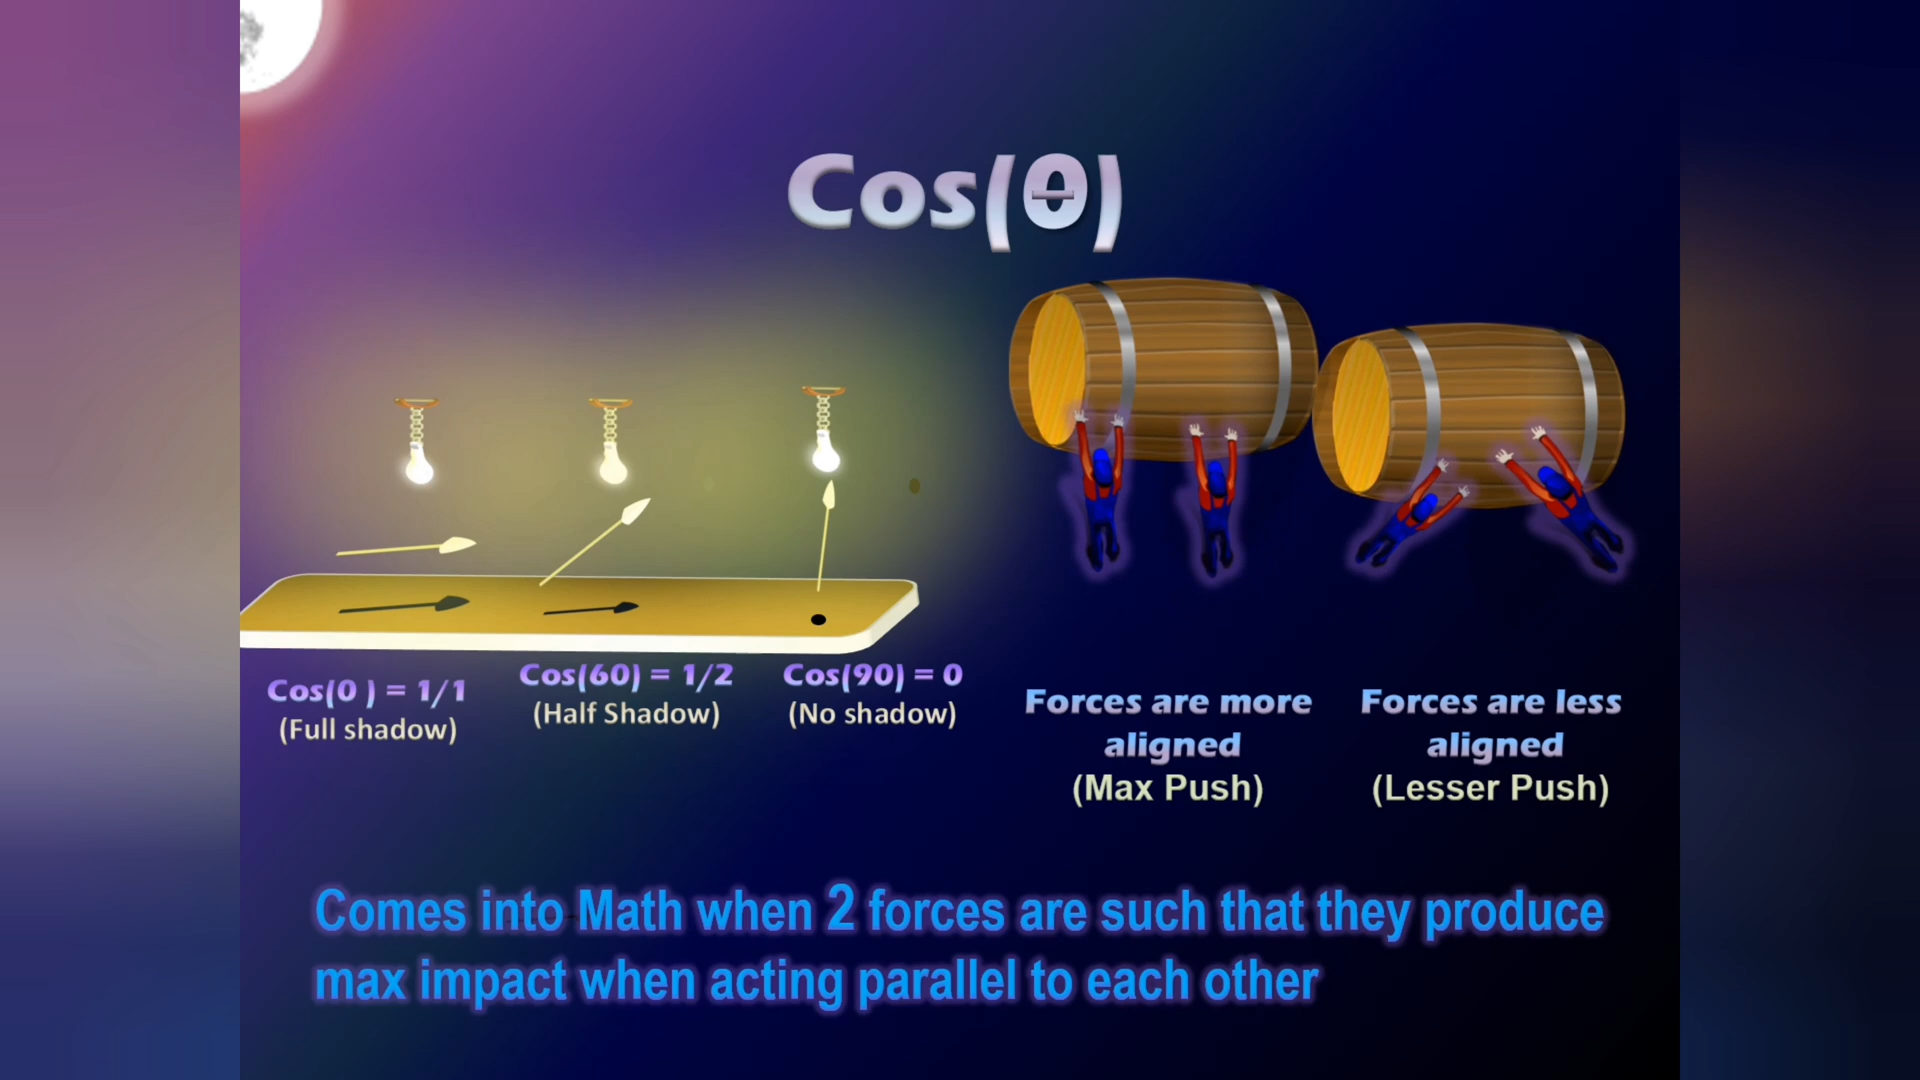 Cos(θ)
Cos(0 ) = 1/1
(Full shadow)
Cos(60) = 1/2
(Half Shadow)
Cos(90) = 0
(No shadow)
Forces are more
aligned
(Max Push)
Forces are less
aligned
(Lesser Push)
Comes into Math when 2 forces are such that they produce
max impact when acting parallel to each other